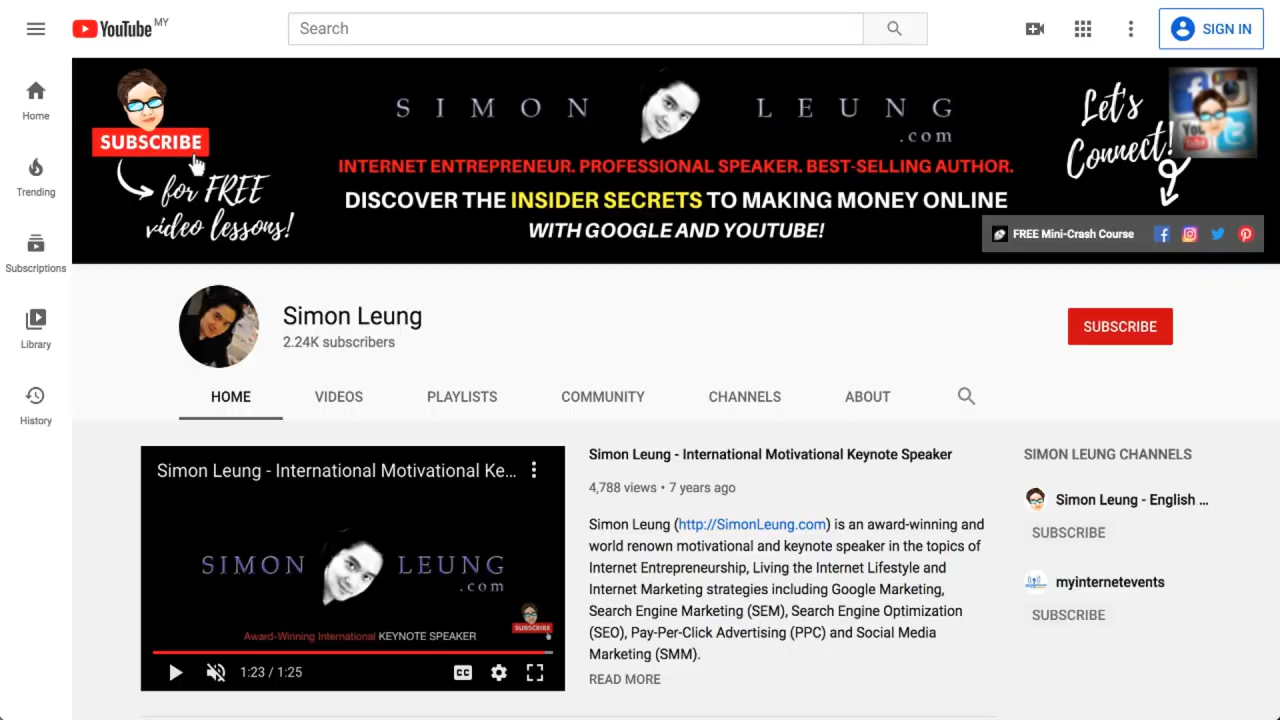 YouTube MY
Search
SIGN IN
Home
Trending
Subscriptions
Library
History
SUBSCRIBE
for FREE
video lessons!
SIMON LEUNG
.com
INTERNET ENTREPRENEUR. PROFESSIONAL SPEAKER. BEST-SELLING AUTHOR.
DISCOVER THE INSIDER SECRETS TO MAKING MONEY ONLINE
WITH GOOGLE AND YOUTUBE!
Let's
Connect!
You
FREE Mini-Crash Course
Simon Leung
2.24K subscribers
SUBSCRIBE
HOME VIDEOS PLAYLISTS COMMUNITY CHANNELS ABOUT
Simon Leung - International Motivational Ke...
SIMON LEUNG
.com
SUBSCRIBE
Award-Winning International KEYNOTE SPEAKER
1:23 / 1:25
CC
Simon Leung - International Motivational Keynote Speaker
4,788 views • 7 years ago
Simon Leung (http://SimonLeung.com) is an award-winning and
world renown motivational and keynote speaker in the topics of
Internet Entrepreneurship, Living the Internet Lifestyle and
Internet Marketing strategies including Google Marketing,
Search Engine Marketing (SEM), Search Engine Optimization
(SEO), Pay-Per-Click Advertising (PPC) and Social Media
Marketing (SMM).
READ MORE
SIMON LEUNG CHANNELS
Simon Leung - English ...
SUBSCRIBE
myinternetevents
SUBSCRIBE